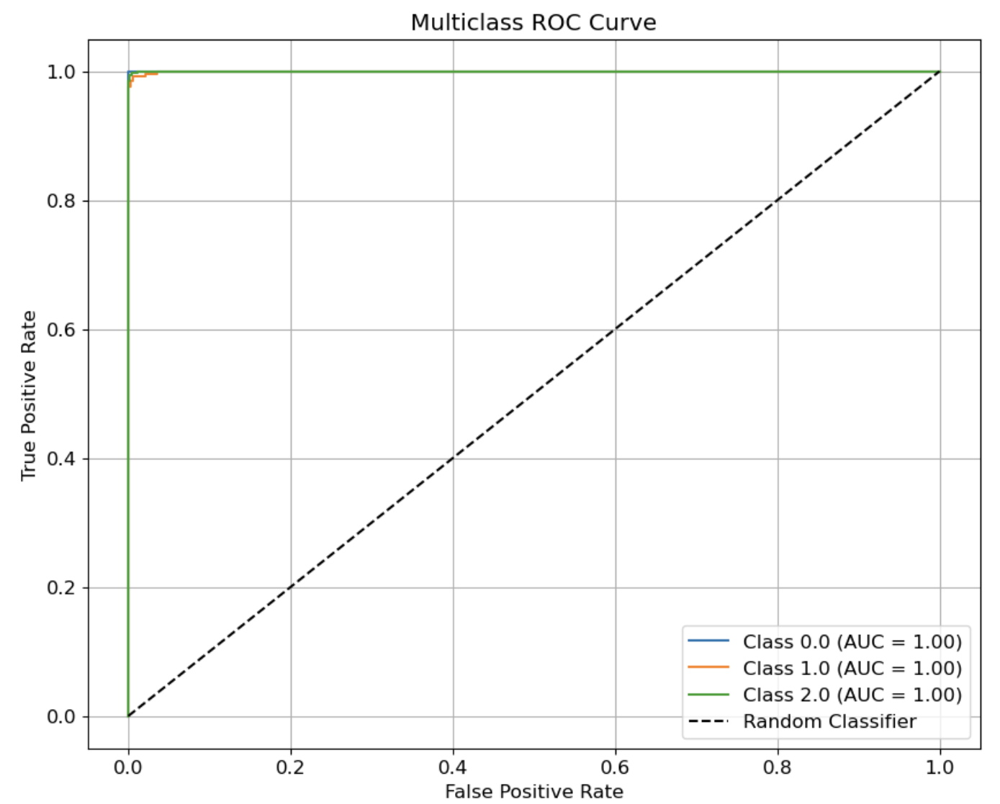 Multiclass ROC Curve
True Positive Rate
1.0
0.8
0.6
0.4
0.2
0.0
Class 0.0 (AUC = 1.00)
Class 1.0 (AUC = 1.00)
Class 2.0 (AUC = 1.00)
Random Classifier
0.0 0.2 0.4 0.6 0.8 1.0
False Positive Rate